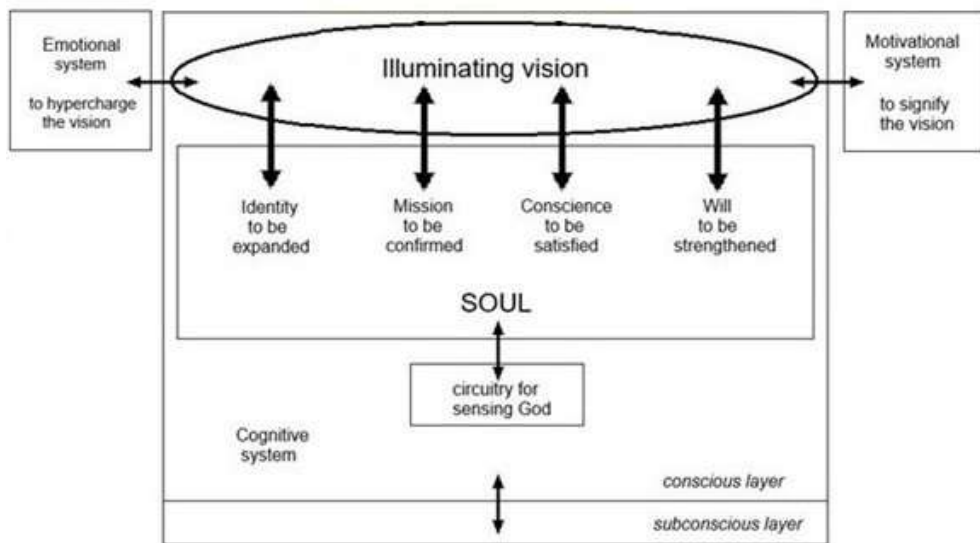 Emotional
system
to hypercharge
the vision
Illuminating vision
Motivational
system
to signify
the vision
Identity
to be
expanded
Mission
to be
confirmed
Conscience
to be
satisfied
Will
to be
strengthened
SOUL
circuitry for
sensing God
Cognitive
system
conscious layer
subconscious layer